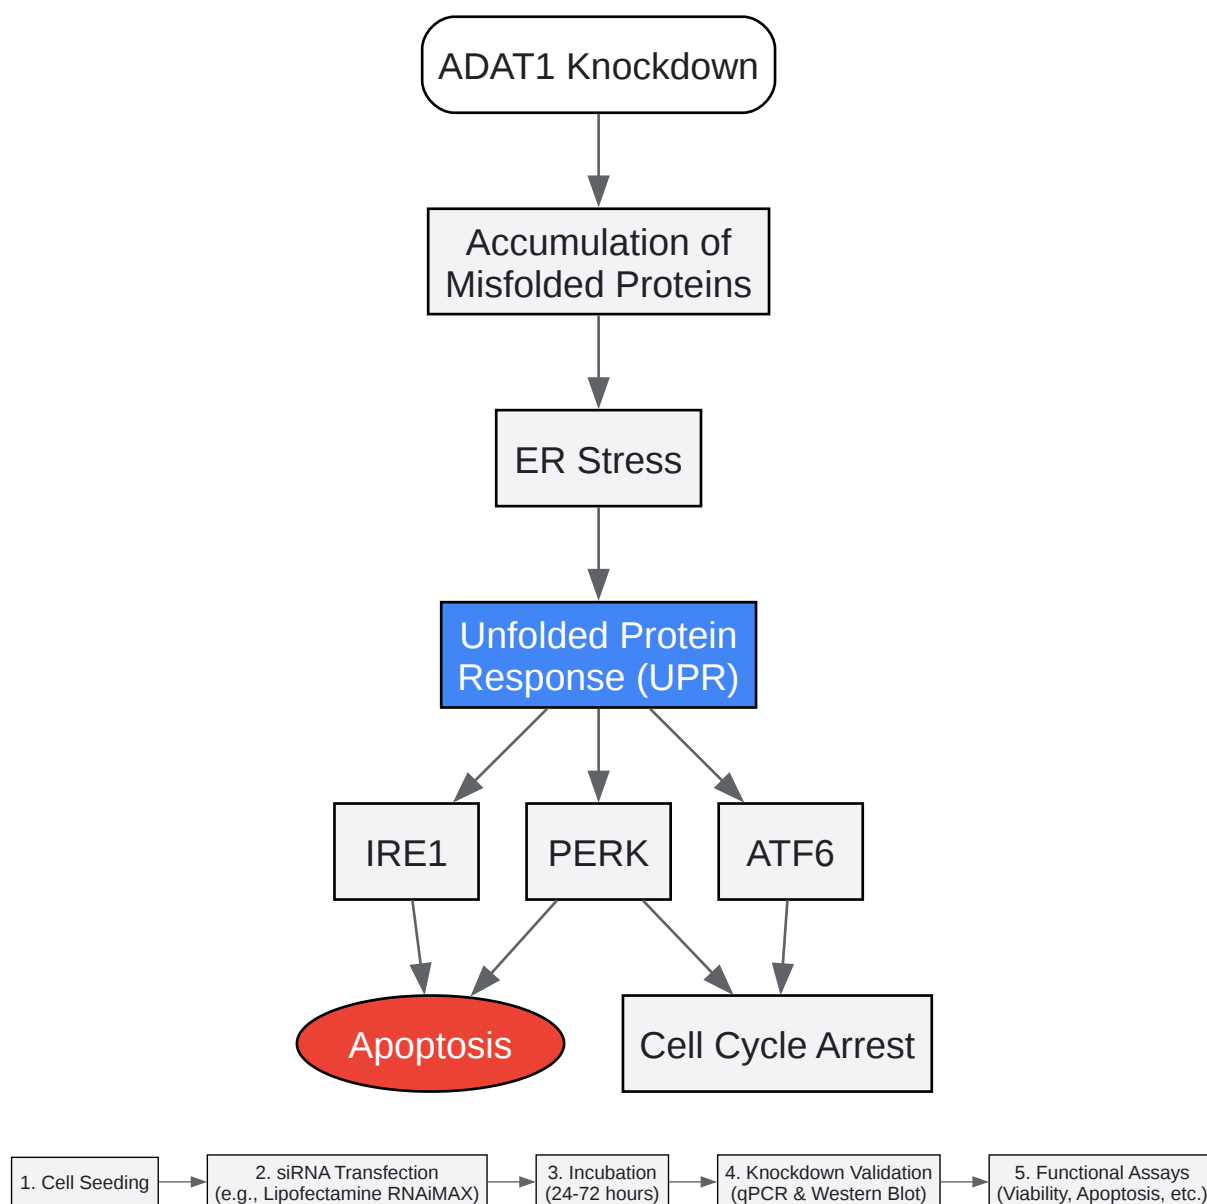 ADAT1 Knockdown
Accumulation of
Misfolded Proteins
ER Stress
Unfolded Protein
Response (UPR)
IRE1
PERK
ATF6
Apoptosis
Cell Cycle Arrest
1. Cell Seeding
2. siRNA Transfection
(e.g., Lipofectamine RNAiMAX)
3. Incubation
(24-72 hours)
4. Knockdown Validation
(qPCR & Western Blot)
5. Functional Assays
(Viability, Apoptosis, etc.)